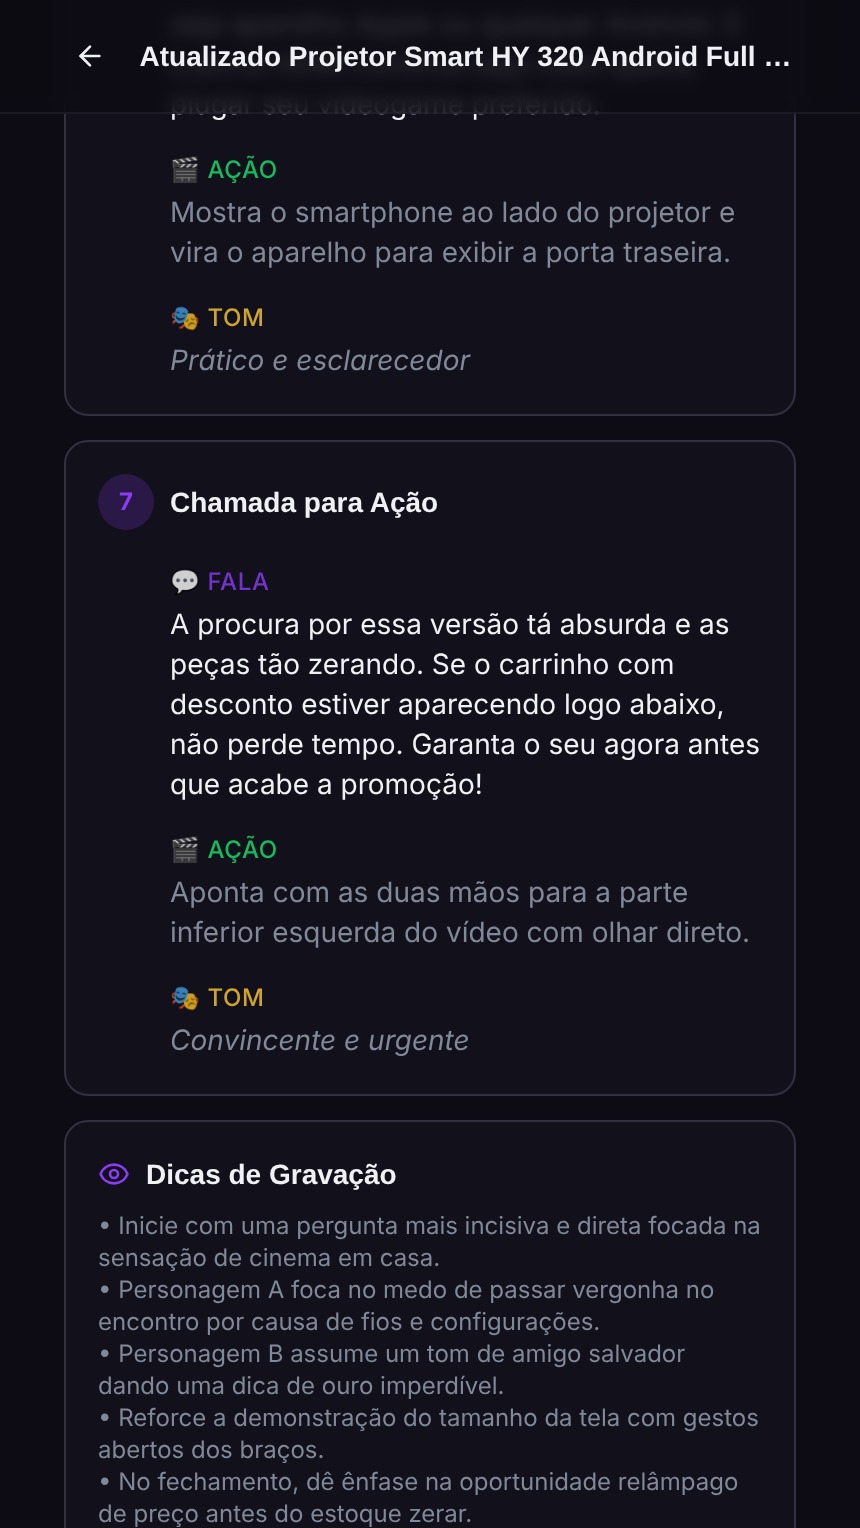 Atualizado Projetor Smart HY 320 Android Full ...
plugar seu videogame preferido.
🎬 AÇÃO
Mostra o smartphone ao lado do projetor e
vira o aparelho para exibir a porta traseira.
🎭 TOM
Prático e esclarecedor
7 Chamada para Ação
💬 FALA
A procura por essa versão tá absurda e as
peças tão zerando. Se o carrinho com
desconto estiver aparecendo logo abaixo,
não perde tempo. Garanta o seu agora antes
que acabe a promoção!
🎬 AÇÃO
Aponta com as duas mãos para a parte
inferior esquerda do vídeo com olhar direto.
🎭 TOM
Convincente e urgente
Dicas de Gravação
• Inicie com uma pergunta mais incisiva e direta focada na
sensação de cinema em casa.
• Personagem A foca no medo de passar vergonha no
encontro por causa de fios e configurações.
• Personagem B assume um tom de amigo salvador
dando uma dica de ouro imperdível.
• Reforce a demonstração do tamanho da tela com gestos
abertos dos braços.
• No fechamento, dê ênfase na oportunidade relâmpago
de preço antes do estoque zerar.